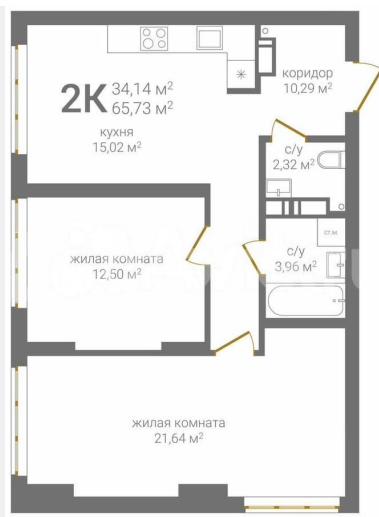 2К
34,14 м²
65,73 м²
кухня
15,02 м²
коридор
10,29 м²
с/у
2,32 м²
жилая комната
12,50 м²
ст.м.
с/у
3,96 м²
жилая комната
21,64 м²